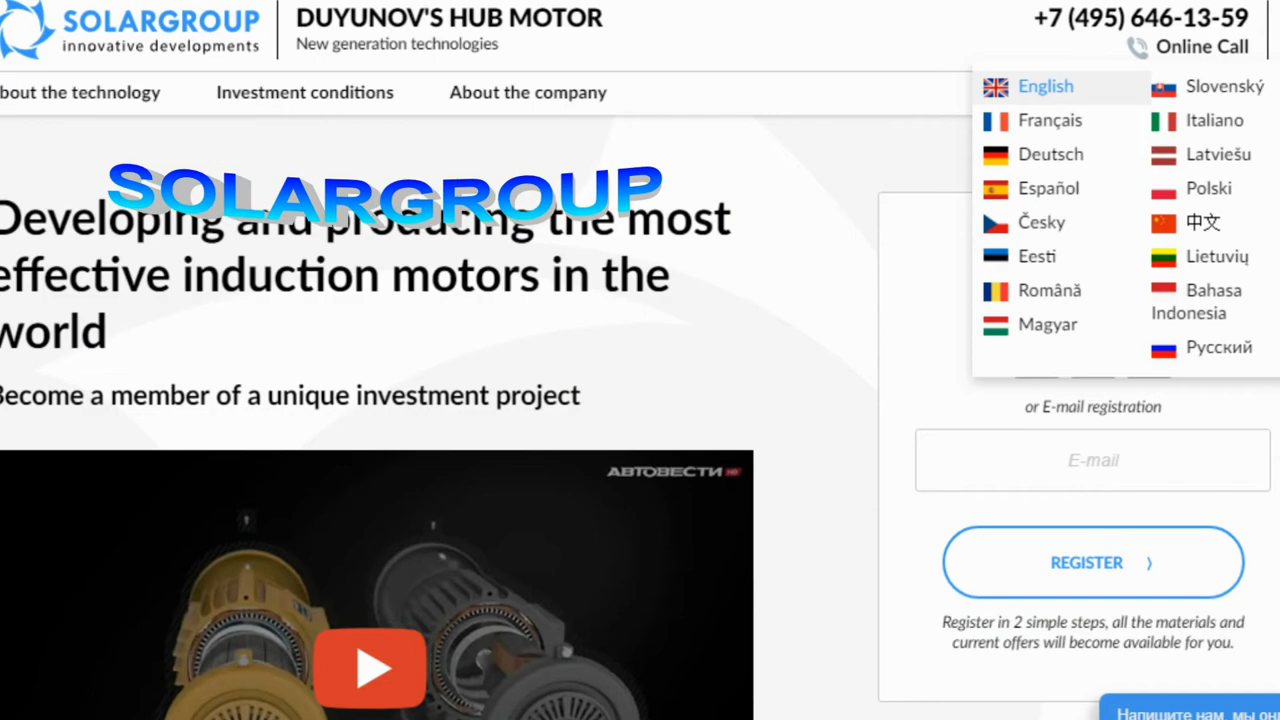 SOLARGROUP
innovative developments
DUYUNOV'S HUB MOTOR
New generation technologies
+7 (495) 646-13-59
Online Call
bout the technology
Investment conditions
About the company
English
Français
Deutsch
Español
Česky
Eesti
Română
Magyar
Slovenský
Italiano
Latviešu
Polski
中文
Lietuvių
Bahasa
Indonesia
Русский
SOLARGROUP
Developing and producing the most
effective induction motors in the
world
Become a member of a unique investment project
АВТОВЕСТИ HD
or E-mail registration
E-mail
REGISTER
Register in 2 simple steps, all the materials and
current offers will become available for you.
Напишите нам, мы он